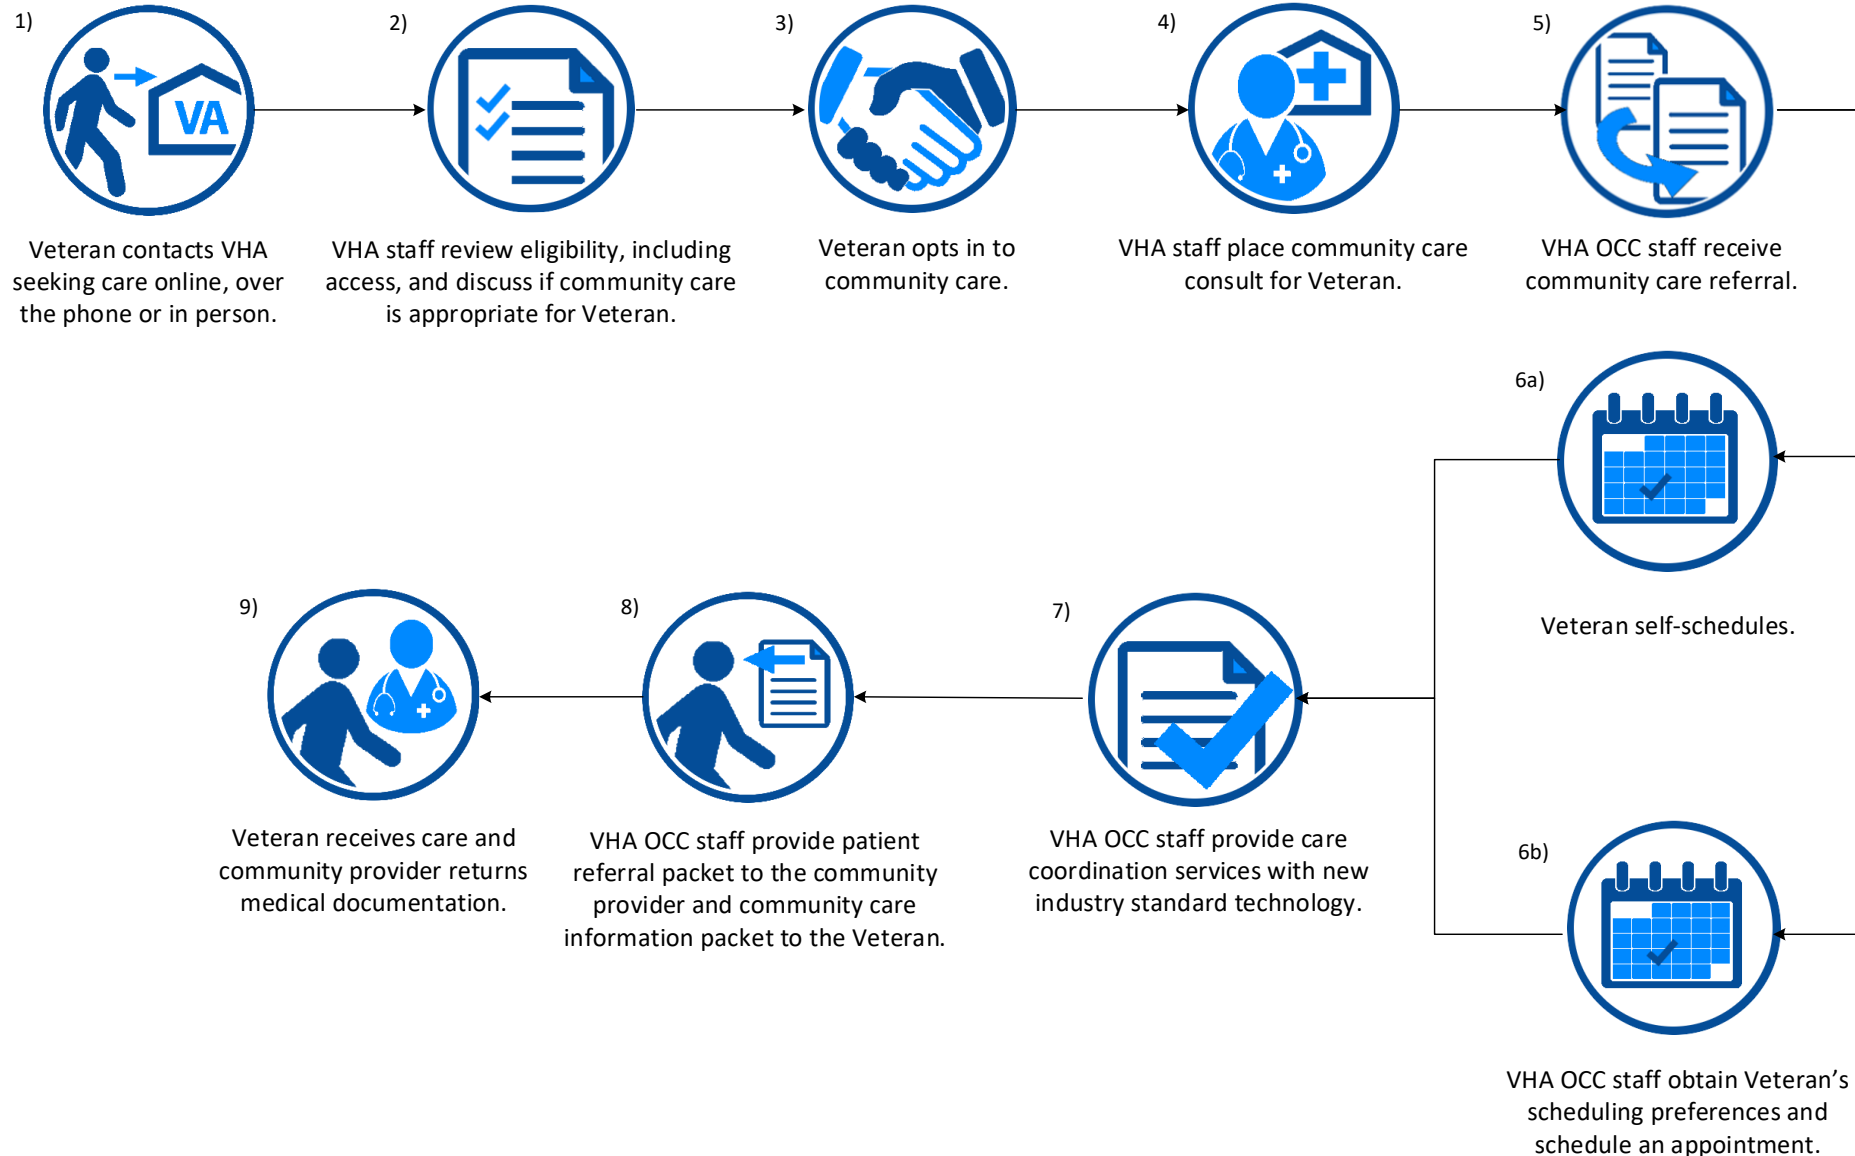 1)
VA
Veteran contacts VHA
seeking care online, over
the phone or in person.
2)
VHA staff review eligibility, including
access, and discuss if community care
is appropriate for Veteran.
3)
Veteran opts in to
community care.
4)
VHA staff place community care
consult for Veteran.
5)
VHA OCC staff receive
community care referral.
6a)
Veteran self-schedules.
6b)
VHA OCC staff obtain Veteran’s
scheduling preferences and
schedule an appointment.
7)
VHA OCC staff provide care
coordination services with new
industry standard technology.
8)
VHA OCC staff provide patient
referral packet to the community
provider and community care
information packet to the Veteran.
9)
Veteran receives care and
community provider returns
medical documentation.